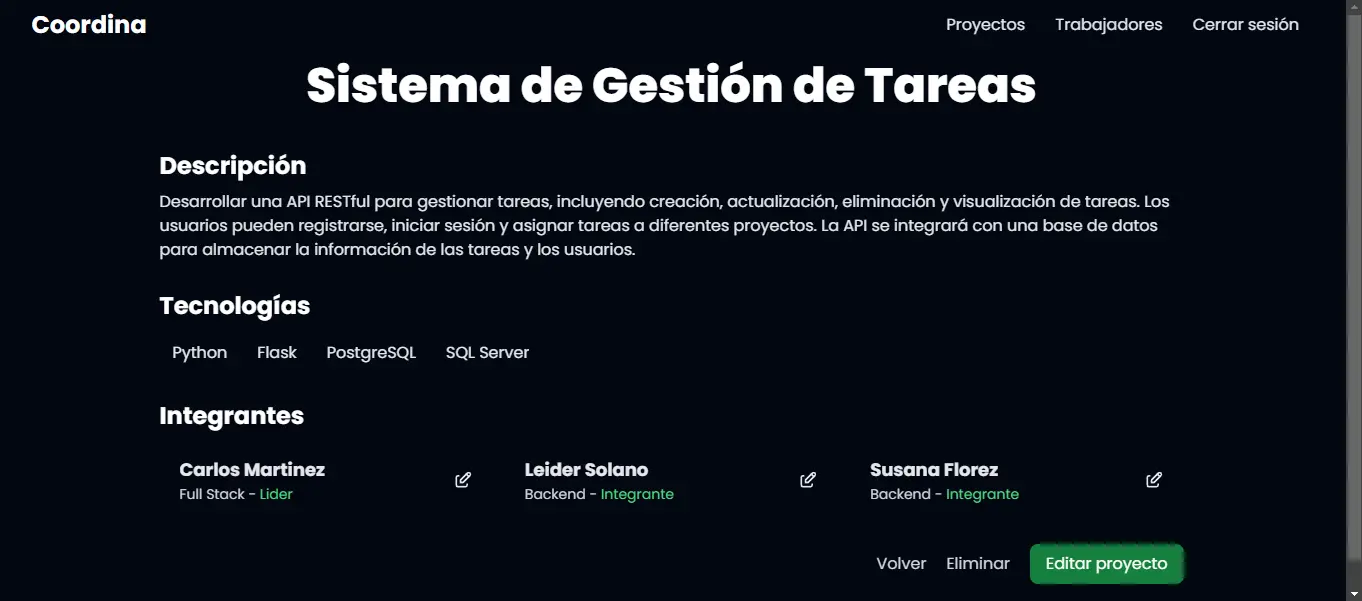 Coordina
Proyectos Trabajadores Cerrar sesión
Sistema de Gestión de Tareas
Descripción
Desarrollar una API RESTful para gestionar tareas, incluyendo creación, actualización, eliminación y visualización de tareas. Los
usuarios pueden registrarse, iniciar sesión y asignar tareas a diferentes proyectos. La API se integrará con una base de datos
para almacenar la información de las tareas y los usuarios.
Tecnologías
Python Flask PostgreSQL SQL Server
Integrantes
Carlos Martinez
Full Stack - Lider
Leider Solano
Backend - Integrante
Susana Florez
Backend - Integrante
Volver Eliminar Editar proyecto